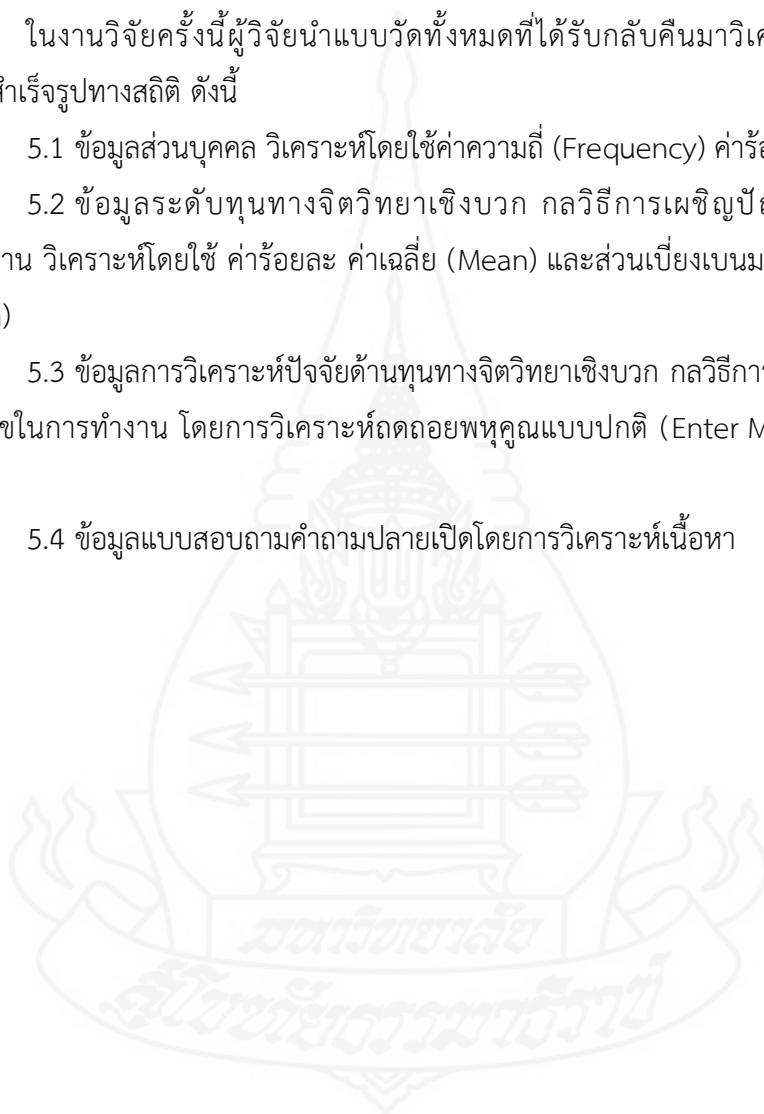 ในงานวิจัยครั้งนี้ผู้วิจัยนำแบบวัดทั้งหมดที่ได้รับกลับคืนมาวิเค
สำเร็จรูปทางสถิติ ดังนี้
5.1 ข้อมูลส่วนบุคคล วิเคราะห์โดยใช้ค่าความถี่ (Frequency) ค่าร้อ
5.2 ข้อมูลระดับทุนทางจิตวิทยาเชิงบวก กลวิธีการเผชิญปั
าน วิเคราะห์โดยใช้ ค่าร้อยละ ค่าเฉลี่ย (Mean) และส่วนเบี่ยงเบนม
)
5.3 ข้อมูลการวิเคราะห์ปัจจัยด้านทุนทางจิตวิทยาเชิงบวก กลวิธีการ
ขในการทำงาน โดยการวิเคราะห์ถดถอยพหุคูณแบบปกติ (Enter M
5.4 ข้อมูลแบบสอบถามคำถามปลายเปิดโดยการวิเคราะห์เนื้อหา
มหาวิทยาลัย
สุโขทัยธรรมาธิราช